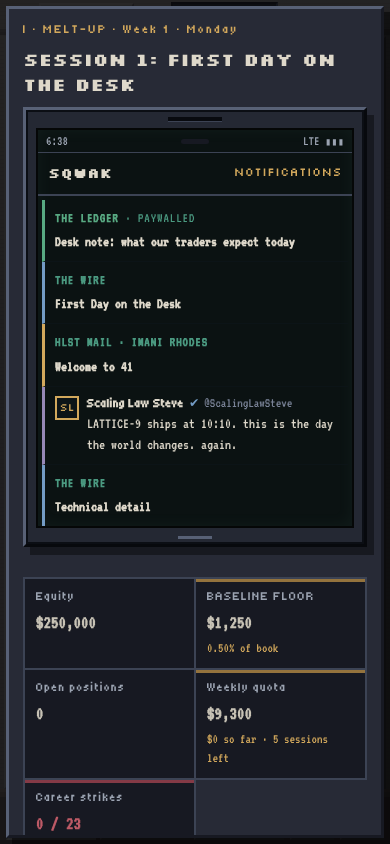 I · MELT-UP · Week 1 · Monday
SESSION 1: FIRST DAY ON
THE DESK
6:38 LTE
SQWAK NOTIFICATIONS
THE LEDGER · PAYWALLED
Desk note: what our traders expect today
THE WIRE
First Day on the Desk
HLST MAIL · IMANI RHODES
Welcome to 41
SL Scaling Law Steve ✓ @ScalingLawSteve
LATTICE-9 ships at 10:10. this is the day
the world changes. again.
THE WIRE
Technical detail
Equity
$250,000
BASELINE FLOOR
$1,250
0.50% of book
Open positions
0
Weekly quota
$9,300
$0 so far · 5 sessions
left
Career strikes
0 / 23